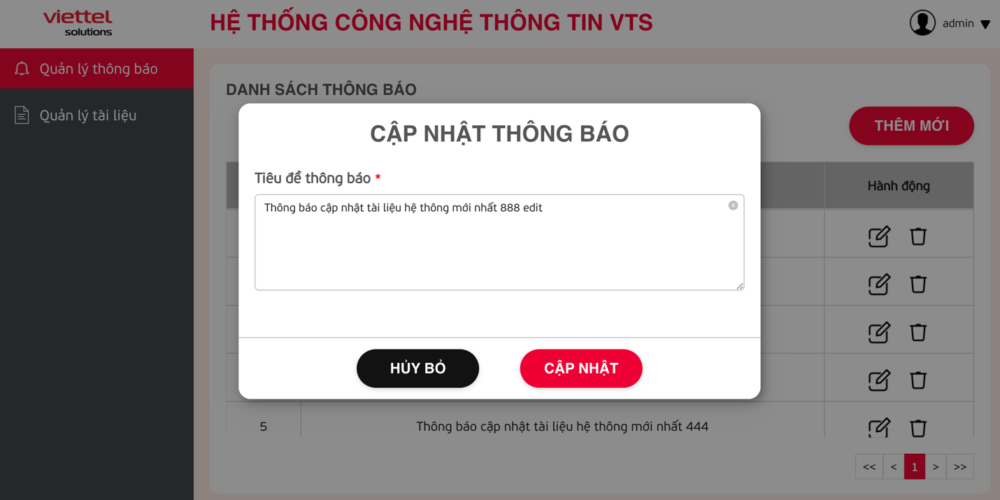 viettel
solutions
HỆ THỐNG CÔNG NGHỆ THÔNG TIN VTS
admin
Quản lý thông báo
Quản lý tài liệu
DANH SÁCH THÔNG BÁO
THÊM MỚI
Hành động
CẬP NHẬT THÔNG BÁO
Tiêu đề thông báo *
Thông báo cập nhật tài liệu hệ thông mới nhất 888 edit
HỦY BỎ
CẬP NHẬT
5 Thông báo cập nhật tài liệu hệ thông mới nhất 444
<< < 1 > >>